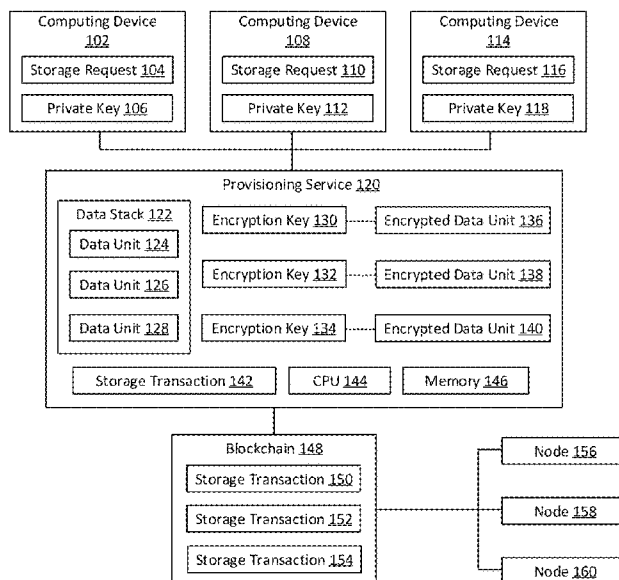 Computing Device 102
Storage Request 104
Private Key 106
Computing Device 108
Storage Request 110
Private Key 112
Computing Device 114
Storage Request 116
Private Key 118
Provisioning Service 120
Data Stack 122
Data Unit 124
Data Unit 126
Data Unit 128
Encryption Key 130
Encrypted Data Unit 136
Encryption Key 132
Encrypted Data Unit 138
Encryption Key 134
Encrypted Data Unit 140
Storage Transaction 142
CPU 144
Memory 146
Blockchain 148
Storage Transaction 150
Storage Transaction 152
Storage Transaction 154
Node 156
Node 158
Node 160